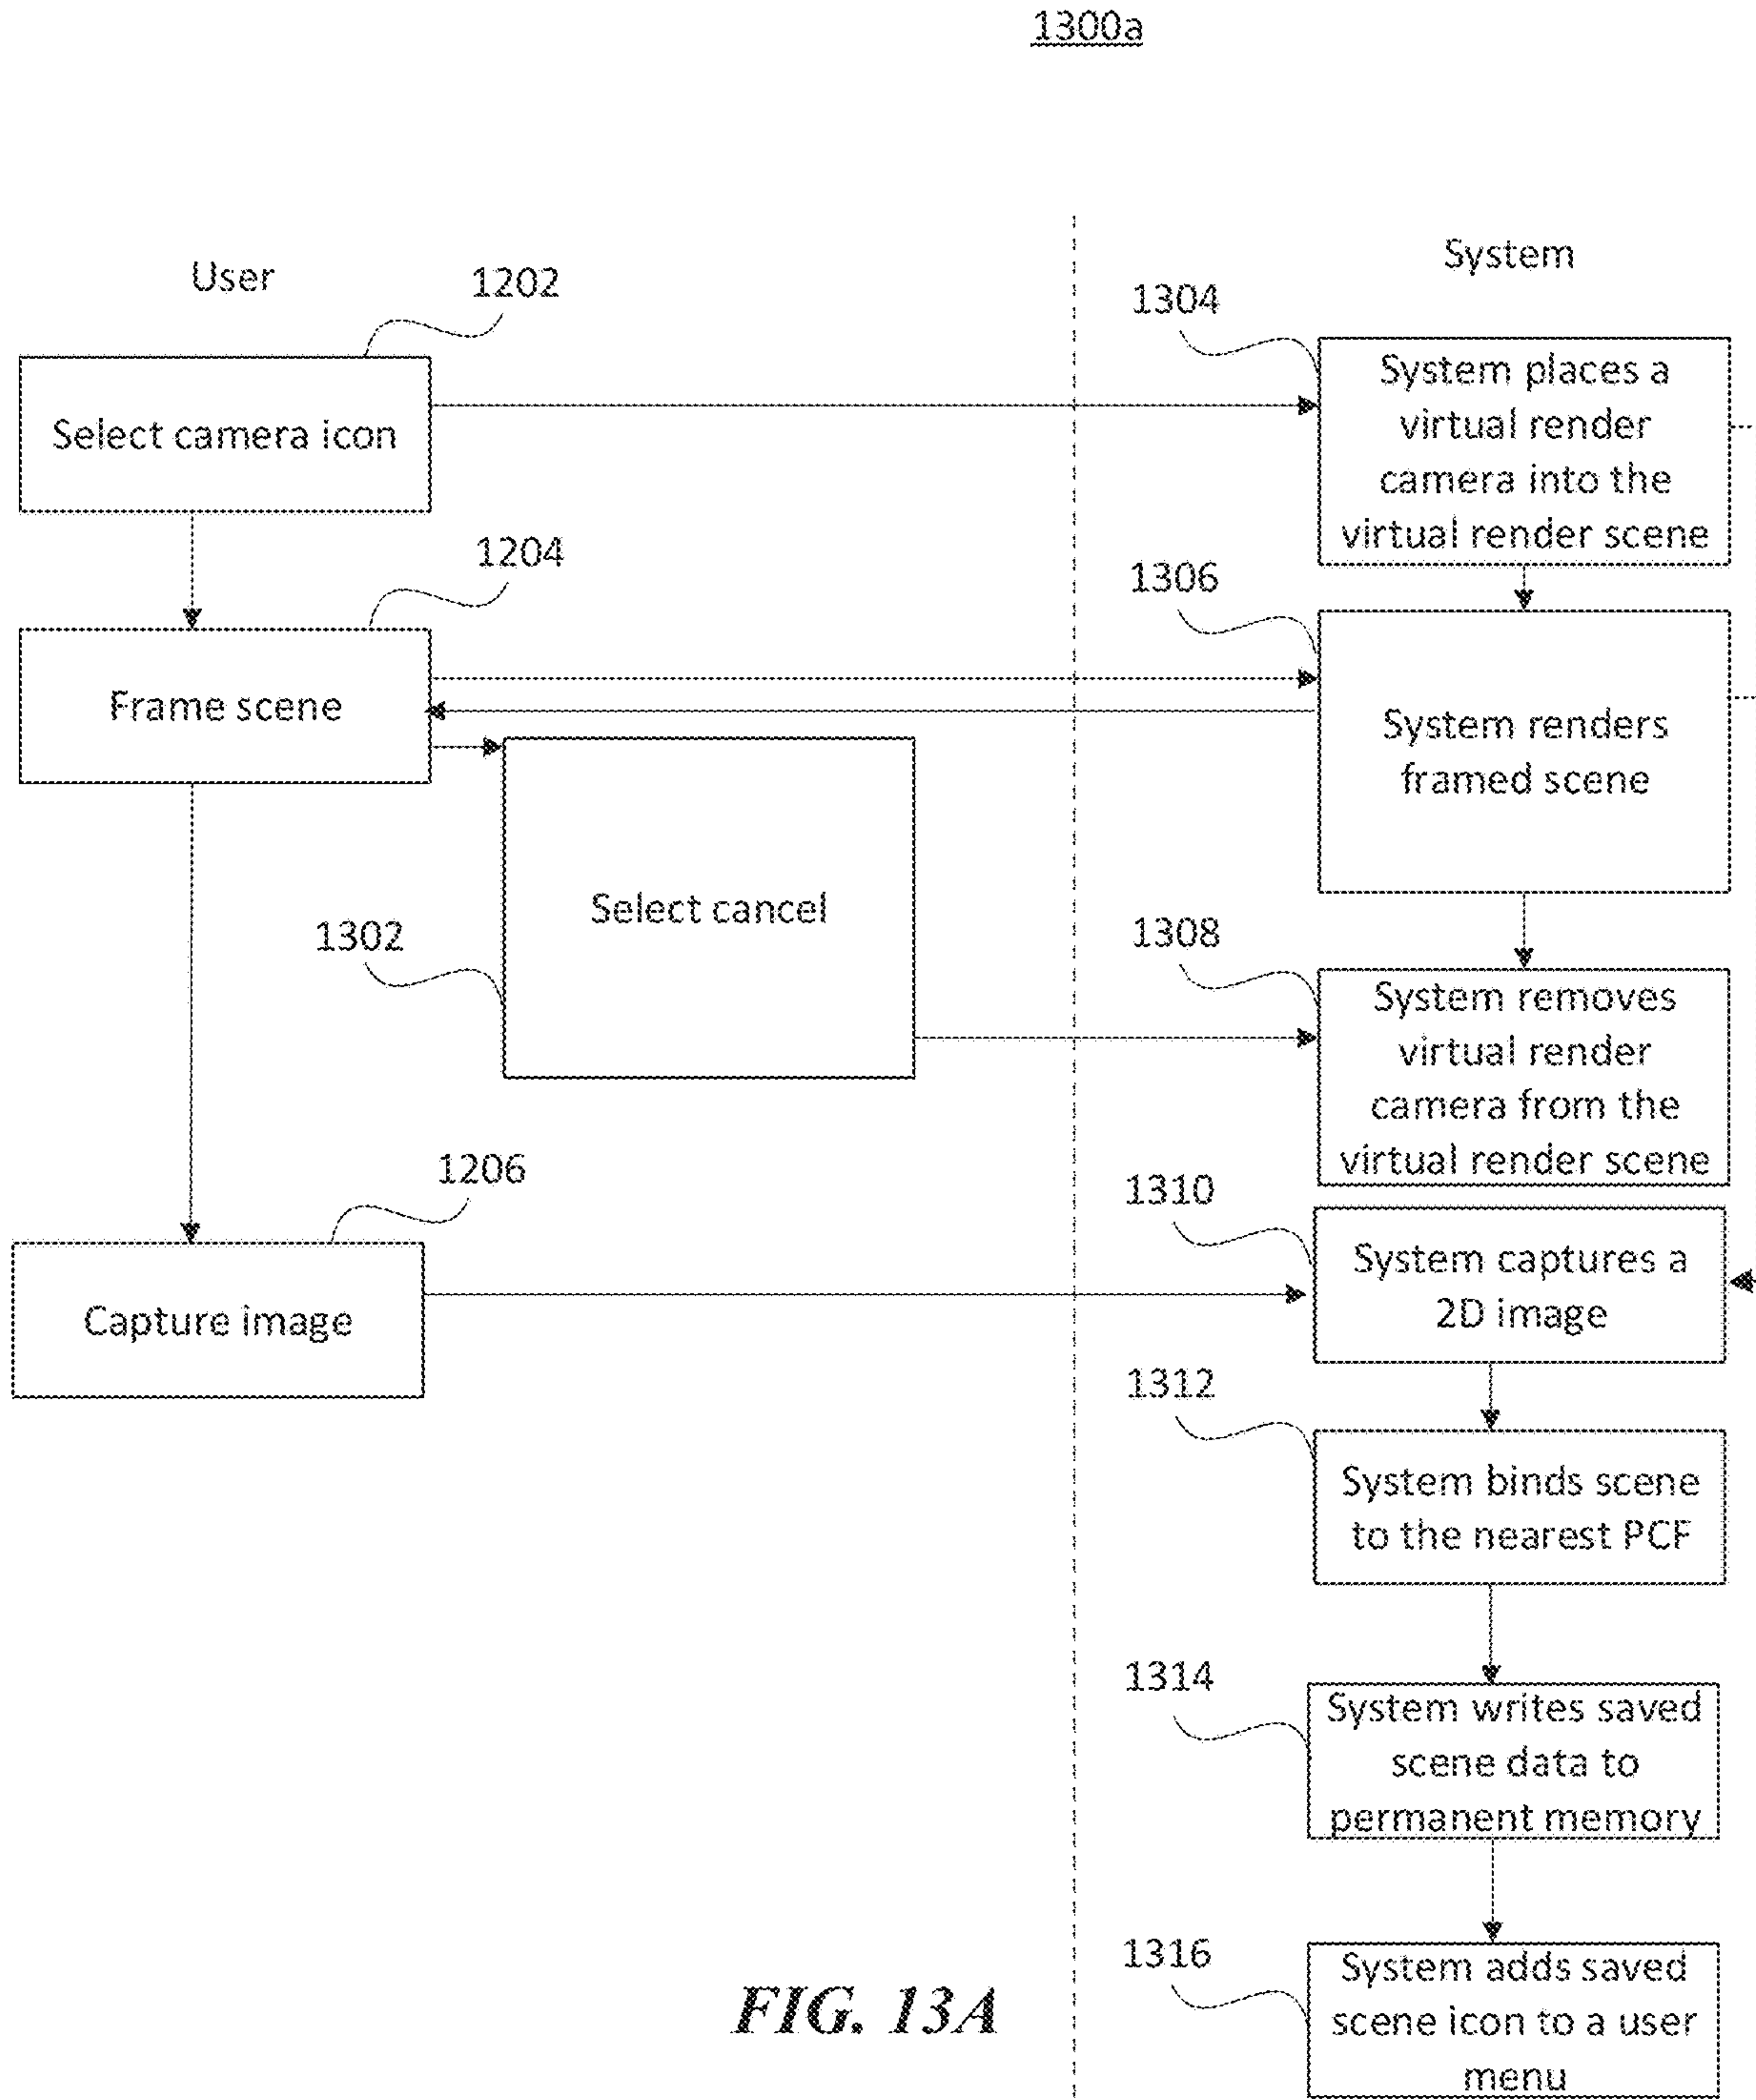 1300a
User
System
1202
1304
Select camera icon
System places a
virtual render
camera into the
virtual render scene
1204
1306
Frame scene
System renders
framed scene
Select cancel
1302
1308
System removes
virtual render
camera from the
virtual render scene
1206
1310
Capture image
System captures a
2D image
1312
System binds scene
to the nearest PCF
1314
System writes saved
scene data to
permanent memory
1316
System adds saved
scene icon to a user
menu
FIG. 13A